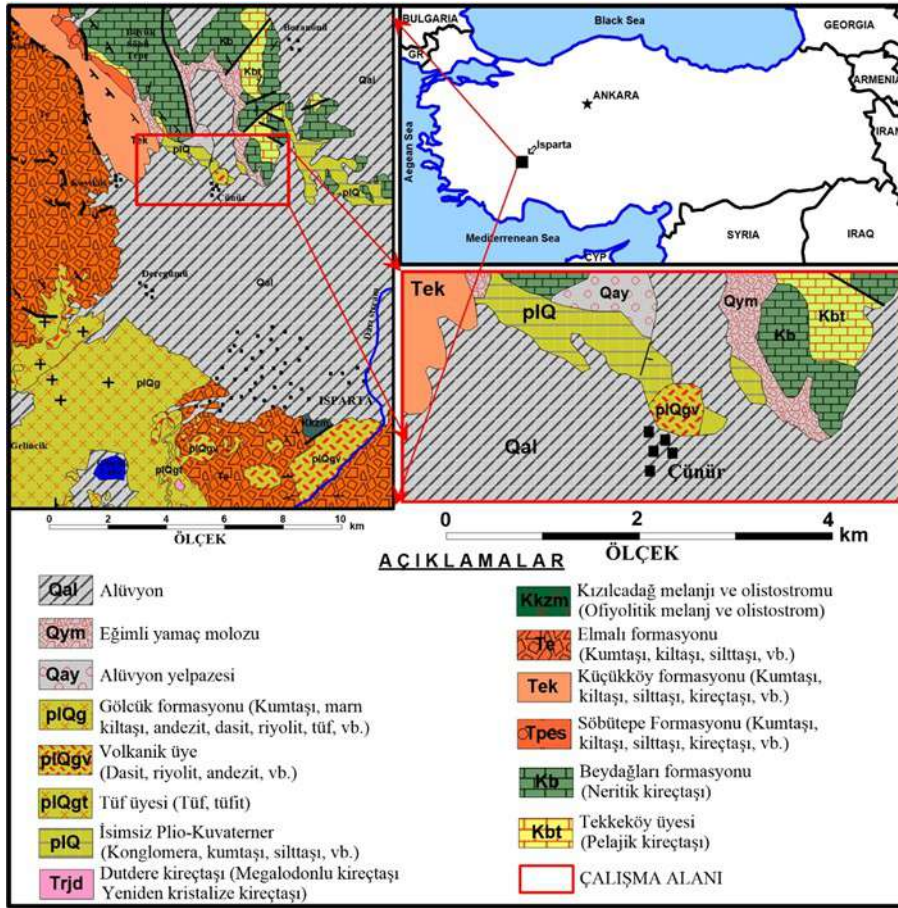 BULGARIA
Black Sea
GEORGIA
GR
ANKARA
ARMENIA
IRAN
Isparta
Aegean Sea
Mediterrenean Sea
CYP
SYRIA
IRAQ
Kb
Kbt
Qal
Tek
plQ
plQ
Çünür
Deregümü
Qal
Dere stream
plQg
ISPARTA
Kkzm
Gelincik
plQgv
plQgv
plQgt
Te
0 2 4 6 8 10
km
ÖLÇEK
Tek
plQ
Qay
Qym
Kb
Kbt
plQgv
Qal
Çünür
0 2 4
km
ÖLÇEK
AÇIKLAMALAR
Qal Alüvyon
Qym Eğimli yamaç molozu
Qay Alüvyon yelpazesi
plQg Gölcük formasyonu (Kumtaşı, marn
kiltaşı, andezit, dasit, riyolit, tüf, vb.)
plQgv Volkanik üye
(Dasit, riyolit, andezit, vb.)
plQgt Tüf üyesi (Tüf, tüfit)
plQ İsimsiz Plio-Kuvaterner
(Konglomera, kumtaşı, silttaşı, vb.)
Trjd Dutdere kireçtaşı (Megalodonlu kireçtaşı
Yeniden kristalize kireçtaşı)
Kkzm Kızılcadağ melanjı ve olistostromu
(Ofiyolitik melanj ve olistostrom)
Te Elmalı formasyonu
(Kumtaşı, kiltaşı, silttaşı, vb.)
Tek Küçükköy formasyonu (Kumtaşı,
kiltaşı, silttaşı, kireçtaşı, vb.)
Tpes Söbütepe Formasyonu (Kumtaşı,
kiltaşı, silttaşı, kireçtaşı, vb.)
Kb Beydağları formasyonu
(Neritik kireçtaşı)
Kbt Tekkeköy üyesi
(Pelajik kireçtaşı)
ÇALIŞMA ALANI